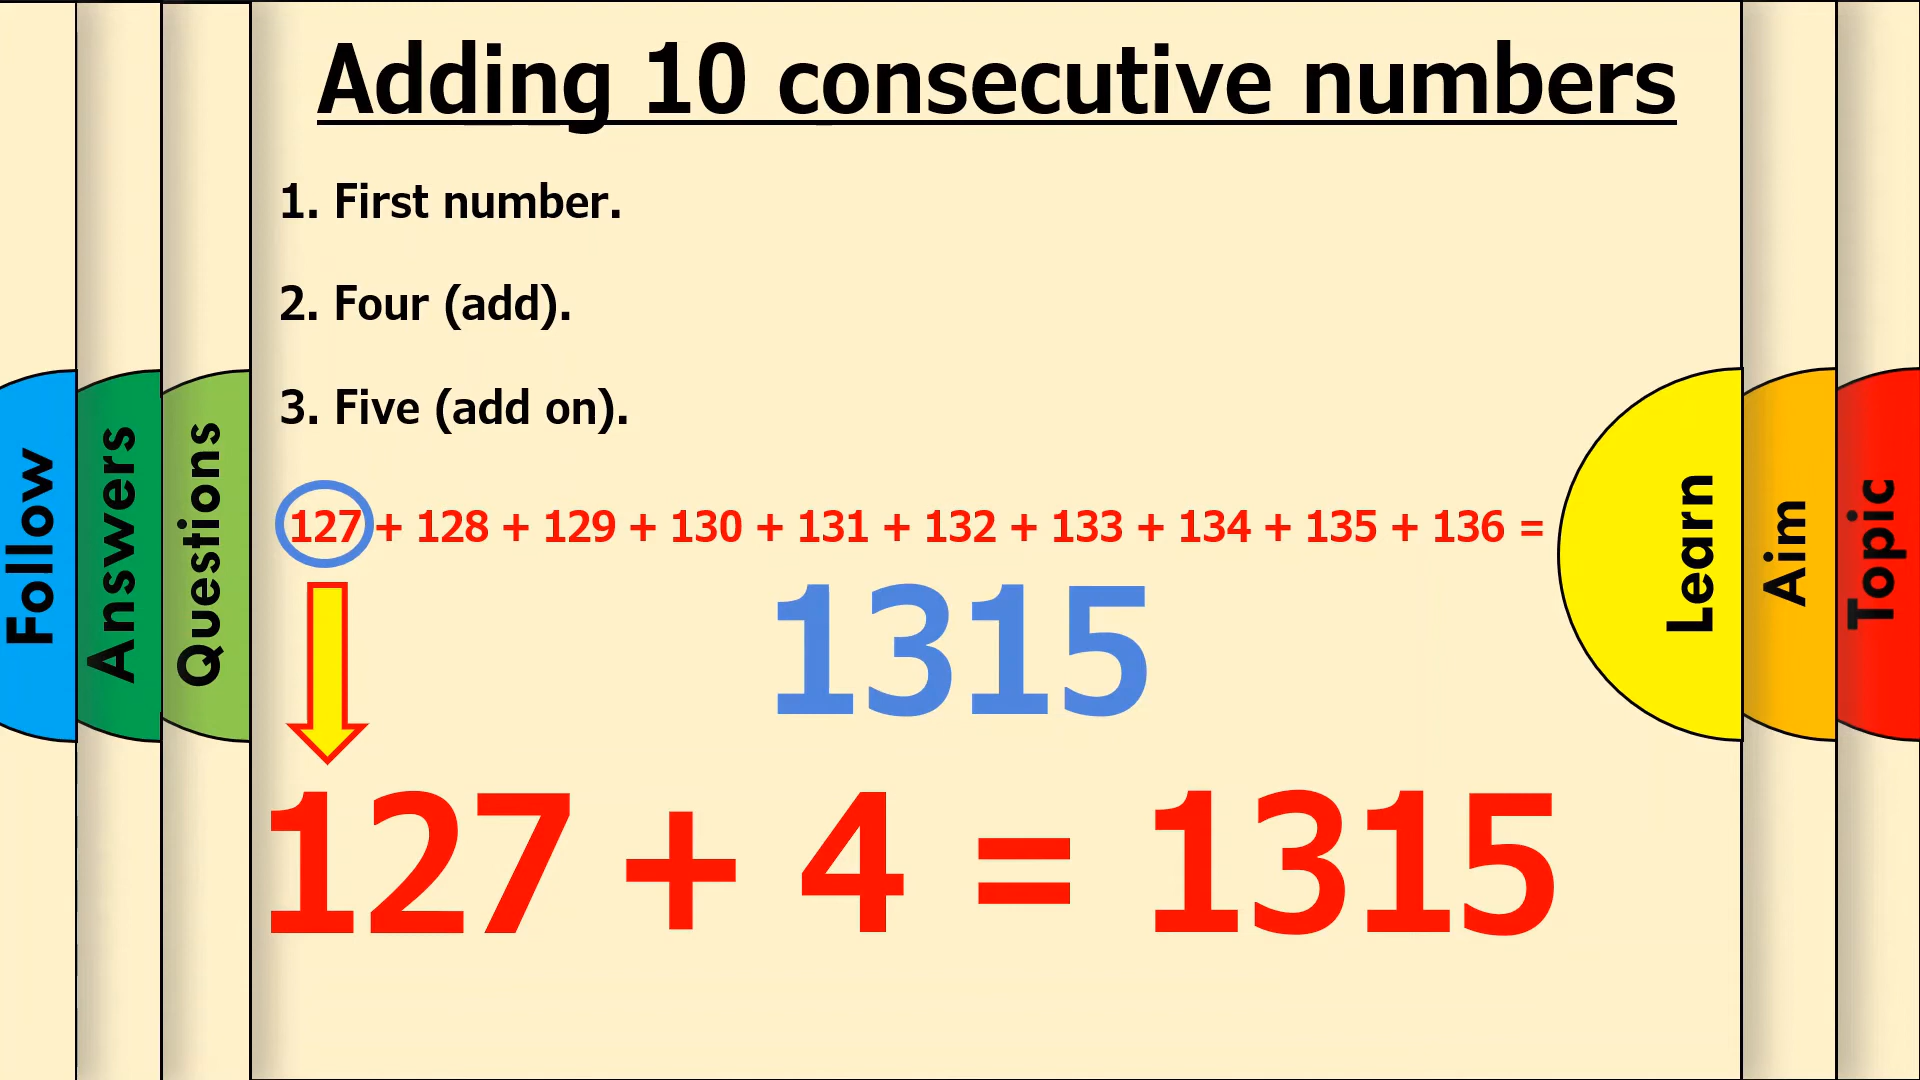 Adding 10 consecutive numbers
1. First number.
2. Four (add).
3. Five (add on).
127 + 128 + 129 + 130 + 131 + 132 + 133 + 134 + 135 + 136 =
1315
127 + 4 = 1315
Follow
Answers
Questions
Learn
Aim
Topic